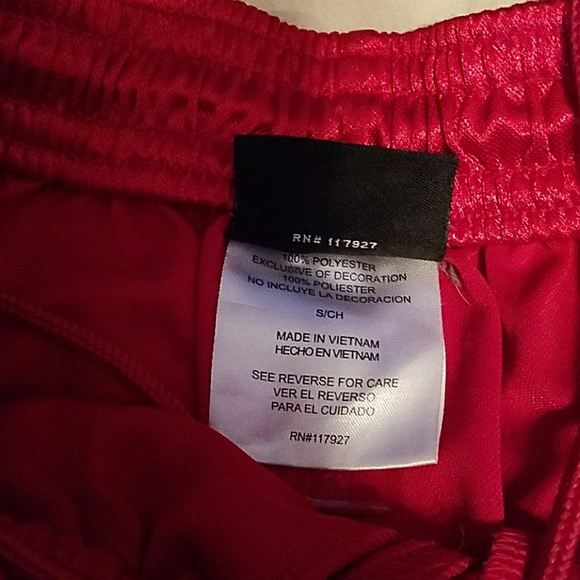 RN# 117927
100% POLYESTER
EXCLUSIVE OF DECORATION
100% POLIESTER
NO INCLUYE LA DECORACION
S/CH
MADE IN VIETNAM
HECHO EN VIETNAM
SEE REVERSE FOR CARE
VER EL REVERSO
PARA EL CUIDADO
RN#117927